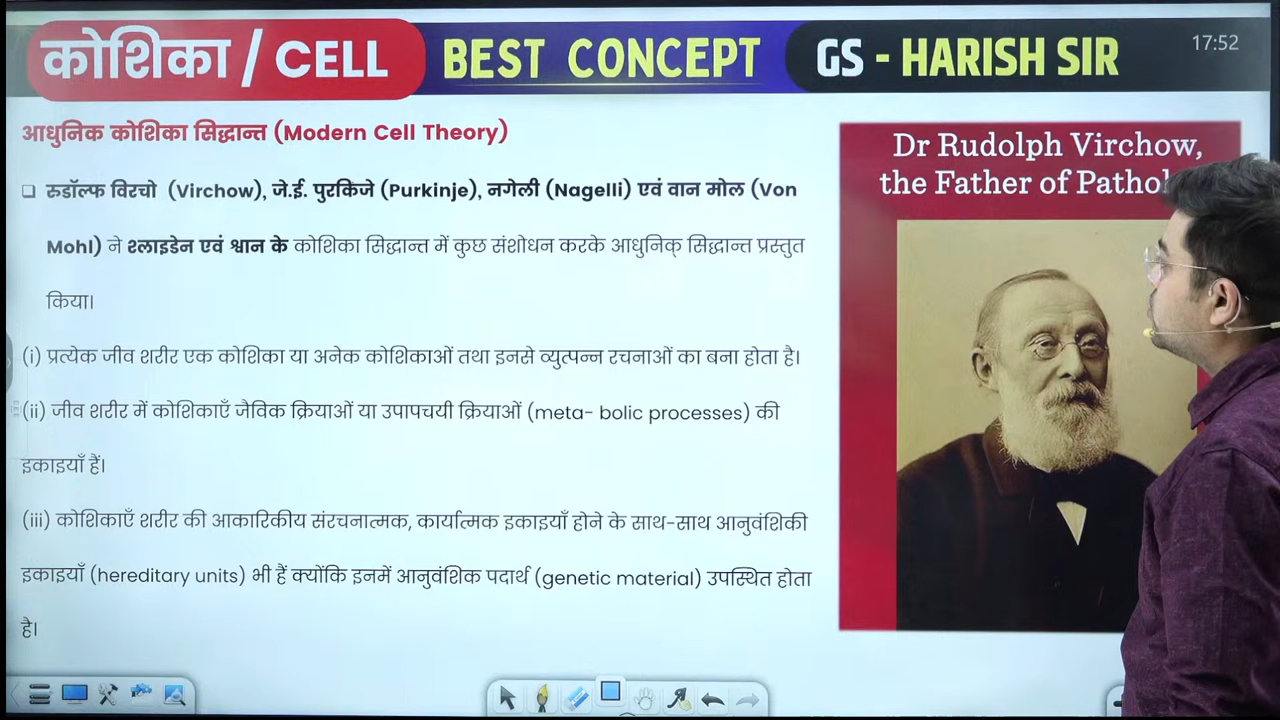 कोशिका / CELL BEST CONCEPT GS - HARISH SIR 17:52
आधुनिक कोशिका सिद्धान्त (Modern Cell Theory)
रुडॉल्फ विरचो (Virchow), जे.ई. पुरकिजे (Purkinje), नगेली (Nagelli) एवं वान मोल (Von
Mohl) ने श्लाइडेन एवं श्वान के कोशिका सिद्धान्त में कुछ संशोधन करके आधुनिक् सिद्धान्त प्रस्तुत
किया।
(i) प्रत्येक जीव शरीर एक कोशिका या अनेक कोशिकाओं तथा इनसे व्युत्पन्न रचनाओं का बना होता है।
(ii) जीव शरीर में कोशिकाएँ जैविक क्रियाओं या उपापचयी क्रियाओं (meta- bolic processes) की
इकाइयाँ हैं।
(iii) कोशिकाएँ शरीर की आकारिकीय संरचनात्मक, कार्यात्मक इकाइयाँ होने के साथ-साथ आनुवंशिकी
इकाइयाँ (hereditary units) भी हैं क्योंकि इनमें आनुवंशिक पदार्थ (genetic material) उपस्थित होता
है।
Dr Rudolph Virchow,
the Father of